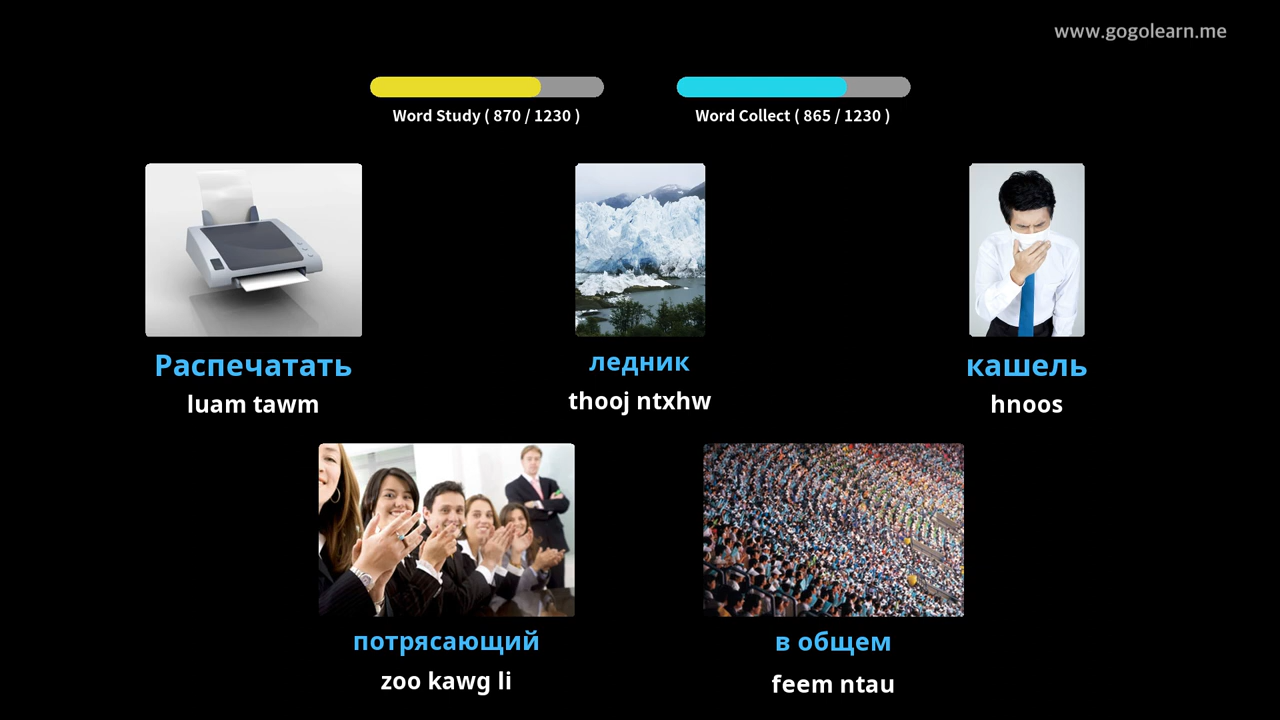 www.gogolearn.me
Word Study ( 870 / 1230 )
Word Collect ( 865 / 1230 )
Распечатать
luam tawm
ледник
thooj ntxhw
кашель
hnoos
потрясающий
zoo kawg li
в общем
feem ntau